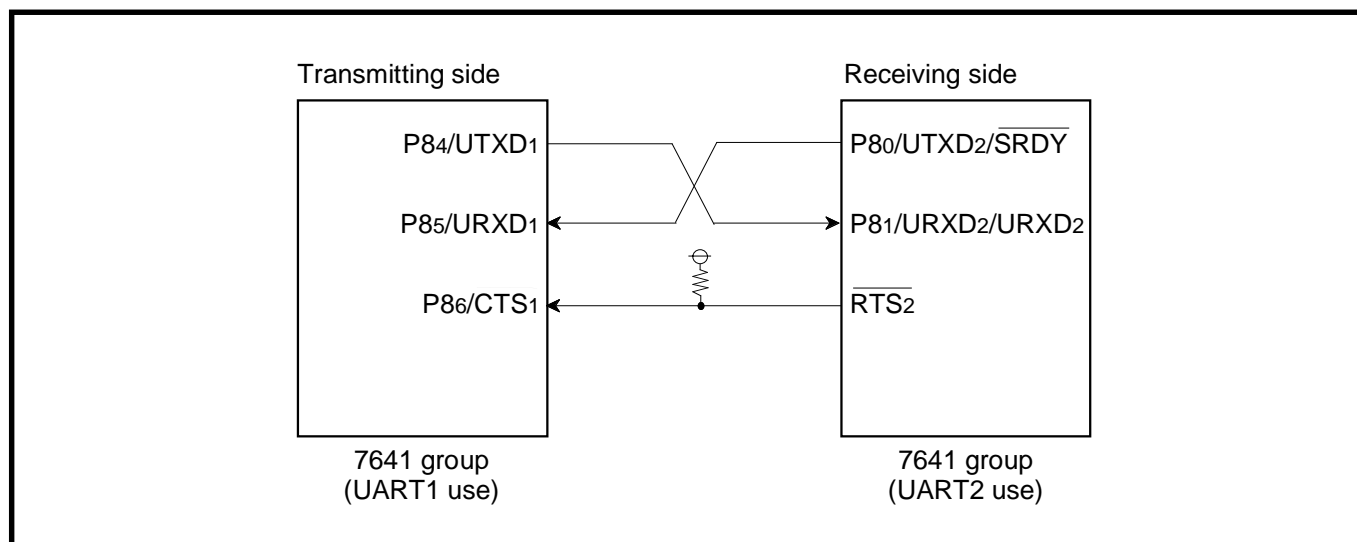 Transmitting side
Receiving side
P84/UTXD1
P80/UTXD2/SRDY
P85/URXD1
P81/URXD2/URXD2
P86/CTS1
RTS2
7641 group
(UART1 use)
7641 group
(UART2 use)